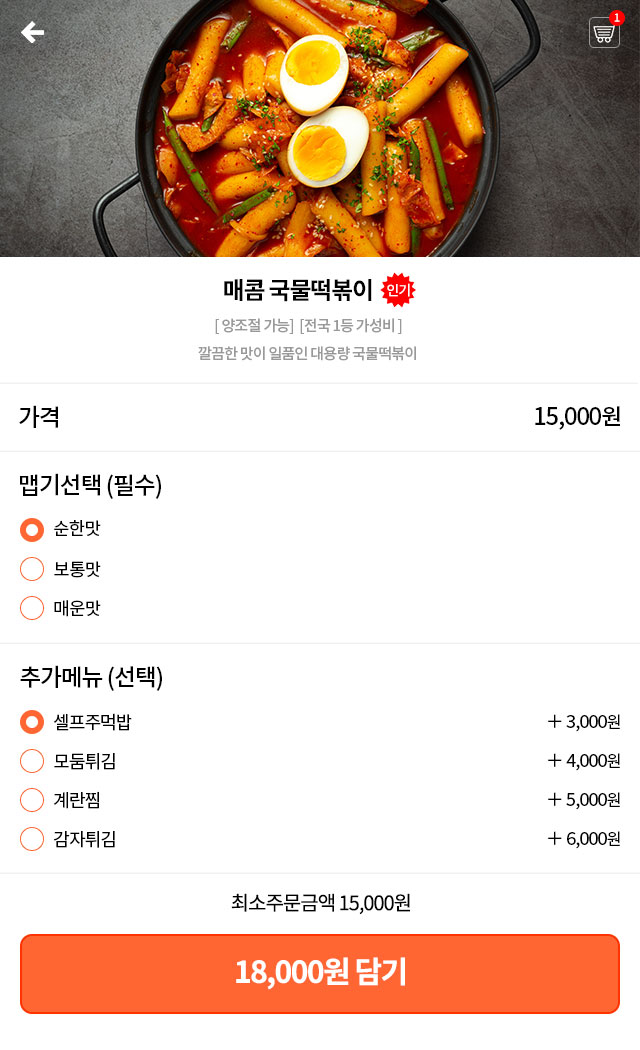 1
매콤 국물떡볶이 인기
[ 양조절 가능] [전국 1등 가성비 ]
깔끔한 맛이 일품인 대용량 국물떡볶이
가격 15,000원
맵기선택 (필수)
순한맛
보통맛
매운맛
추가메뉴 (선택)
셀프주먹밥 + 3,000원
모둠튀김 + 4,000원
계란찜 + 5,000원
감자튀김 + 6,000원
최소주문금액 15,000원
18,000원 담기